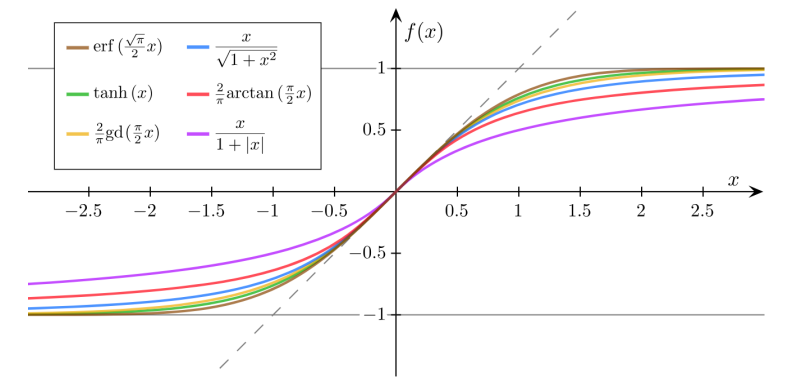 f(x)
erf (√π/2 x) x/√1 + x²
tanh (x) 2/π arctan (π/2 x)
2/π gd (π/2 x) x/1 + |x|
1
0.5
x
−2.5 −2 −1.5 −1 −0.5 0.5 1 1.5 2 2.5
−0.5
−1